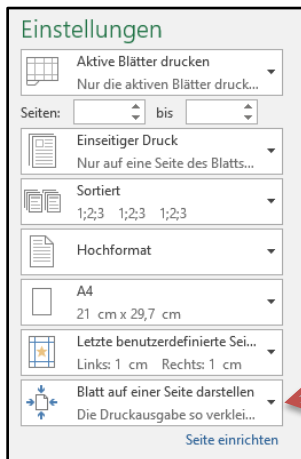 Einstellungen
Aktive Blätter drucken
Nur die aktiven Blätter druck...
Seiten: bis
Einseitiger Druck
Nur auf eine Seite des Blatts...
Sortiert
1;2;3 1;2;3 1;2;3
Hochformat
A4
21 cm x 29,7 cm
Letzte benutzerdefinierte Sei...
Links: 1 cm Rechts: 1 cm
Blatt auf einer Seite darstellen
Die Druckausgabe so verklei...
Seite einrichten